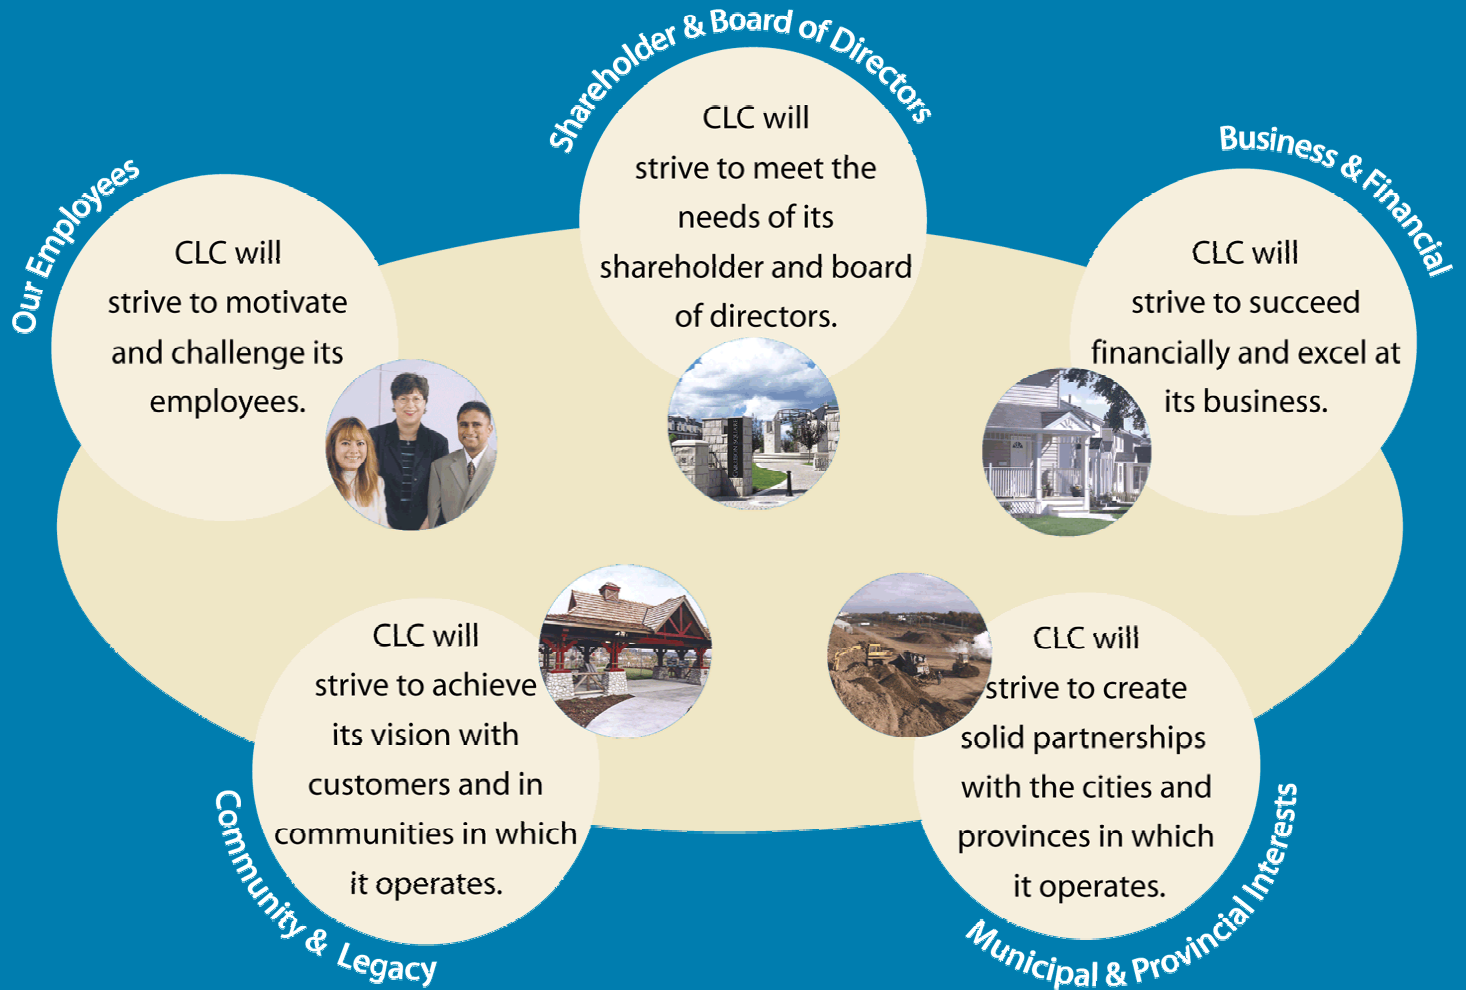 Shareholder & Board of Directors
CLC will
strive to meet the
needs of its
shareholder and board
of directors.
Business & Financial
CLC will
strive to succeed
financially and excel at
its business.
Our Employees
CLC will
strive to motivate
and challenge its
employees.
CLC will
strive to achieve
its vision with
customers and in
communities in which
it operates.
Community & Legacy
CLC will
strive to create
solid partnerships
with the cities and
provinces in which
it operates.
Municipal & Provincial Interests